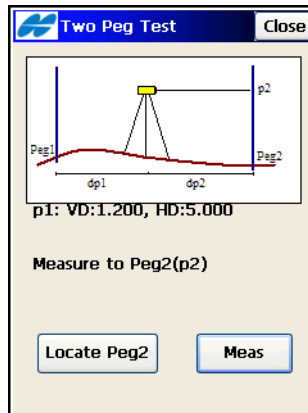 Two Peg Test
Close
p2
Peg1
Peg2
dp1
dp2
p1: VD:1.200, HD:5.000
Measure to Peg2(p2)
Locate Peg2
Meas